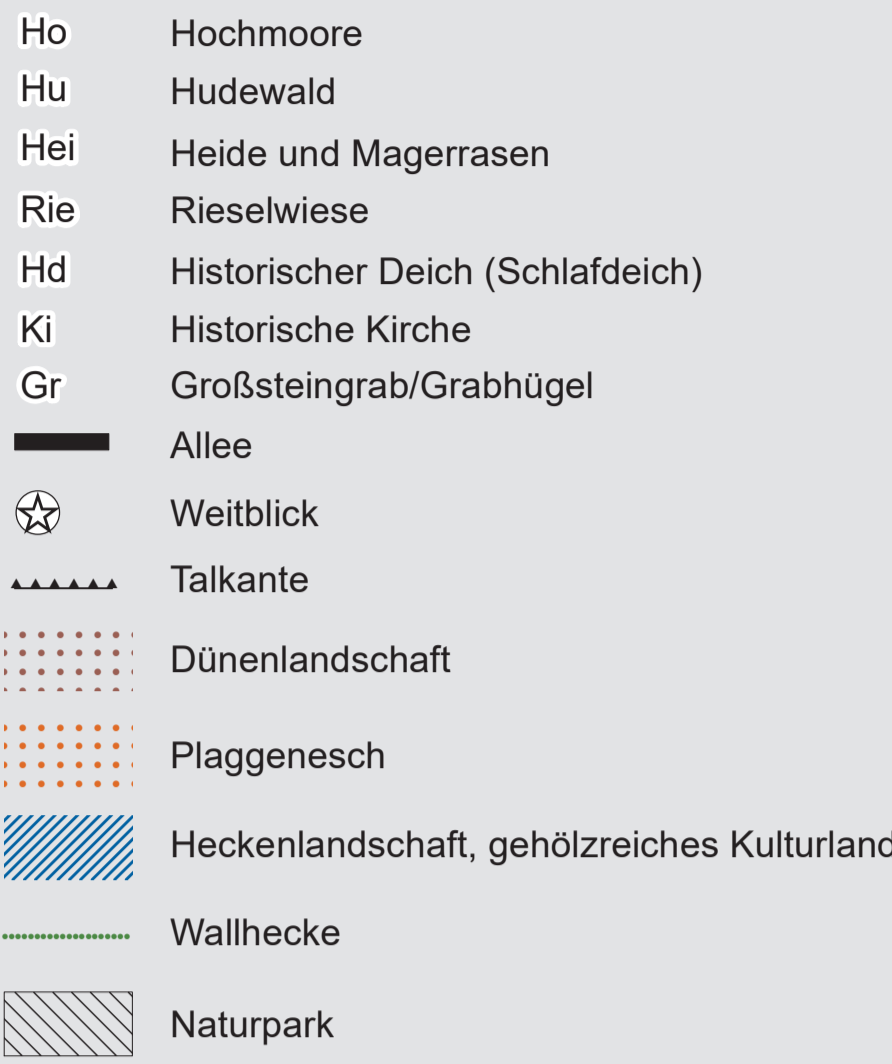 Ho Hochmoore
Hu Hudewald
Hei Heide und Magerrasen
Rie Rieselwiese
Hd Historischer Deich (Schlafdeich)
Ki Historische Kirche
Gr Großsteingrab/Grabhügel
Allee
Weitblick
Talkante
Dünenlandschaft
Plaggenesch
Heckenlandschaft, gehölzreiches Kulturland
Wallhecke
Naturpark